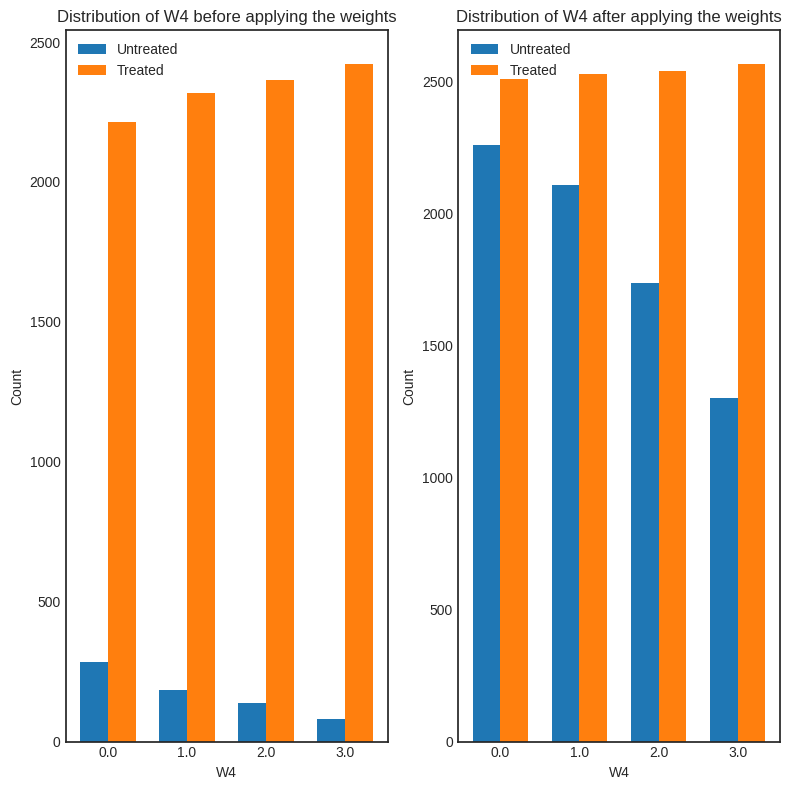 Distribution of W4 before applying the weights
2500
2000
1500
1000
500
0
Count
Untreated
Treated
0.0 1.0 2.0 3.0
W4
Distribution of W4 after applying the weights
2500
2000
1500
1000
500
0
Count
Untreated
Treated
0.0 1.0 2.0 3.0
W4